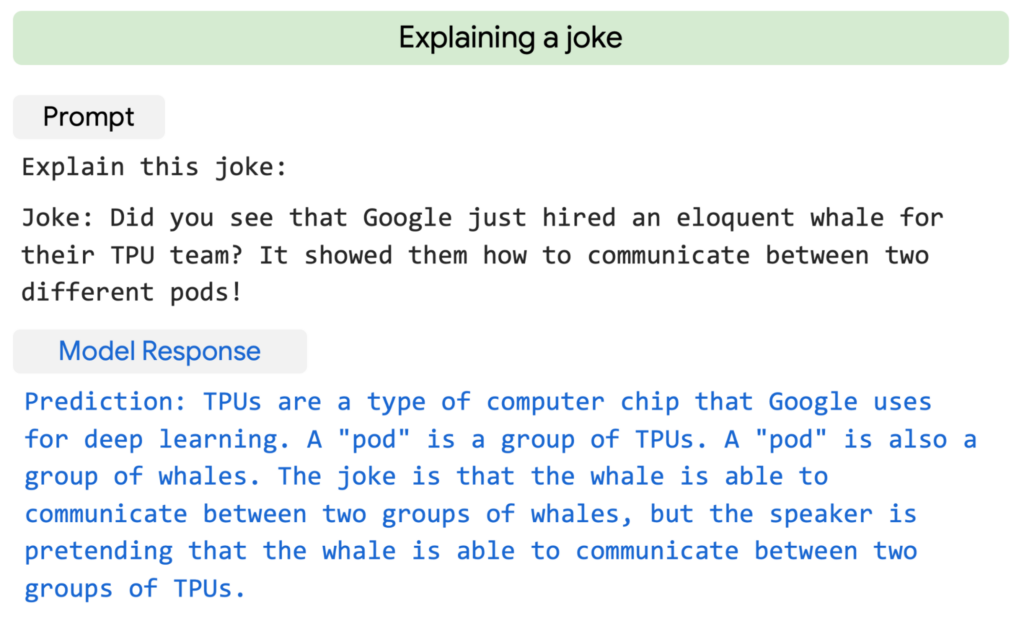 Explaining a joke
Prompt
Explain this joke:
Joke: Did you see that Google just hired an eloquent whale for
their TPU team? It showed them how to communicate between two
different pods!
Model Response
Prediction: TPUs are a type of computer chip that Google uses
for deep learning. A "pod" is a group of TPUs. A "pod" is also a
group of whales. The joke is that the whale is able to
communicate between two groups of whales, but the speaker is
pretending that the whale is able to communicate between two
groups of TPUs.